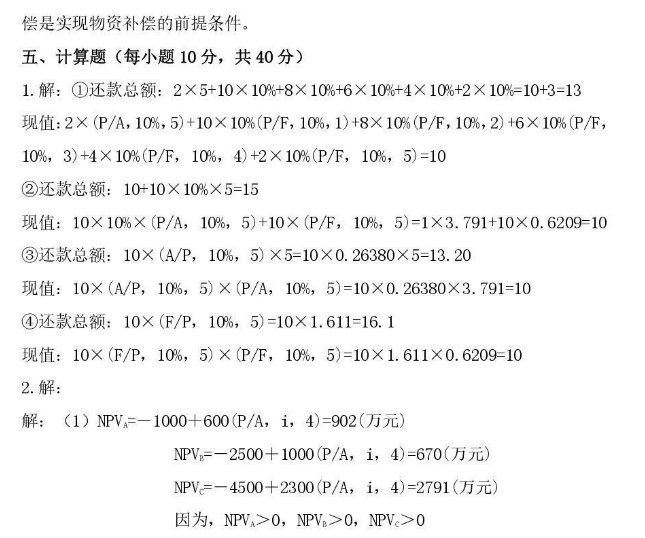 偿是实现物资补偿的前提条件。
五、计算题（每小题 10 分，共 40 分）
1.解：①还款总额：2×5+10×10%+8×10%+6×10%+4×10%+2×10%=10+3=13
现值：2×(P/A，10%，5)+10×10%(P/F，10%，1)+8×10%(P/F，10%，2)+6×10%(P/F，
10%，3)+4×10%(P/F，10%，4)+2×10%(P/F，10%，5)=10
②还款总额：10+10×10%×5=15
现值：10×10%×(P/A，10%，5)+10×(P/F，10%，5)=1×3.791+10×0.6209=10
③还款总额：10×(A/P，10%，5)×5=10×0.26380×5=13.20
现值：10×(A/P，10%，5)×(P/A，10%，5)=10×0.26380×3.791=10
④还款总额：10×(F/P，10%，5)=10×1.611=16.1
现值：10×(F/P，10%，5)×(P/F，10%，5)=10×1.611×0.6209=10
2.解：
解：（1）NPVA=－1000＋600(P/A，i，4)=902(万元)
NPVB=－2500＋1000(P/A，i，4)=670(万元)
NPVC=－4500＋2300(P/A，i，4)=2791(万元)
因为，NPVA＞0，NPVB＞0，NPVC＞0